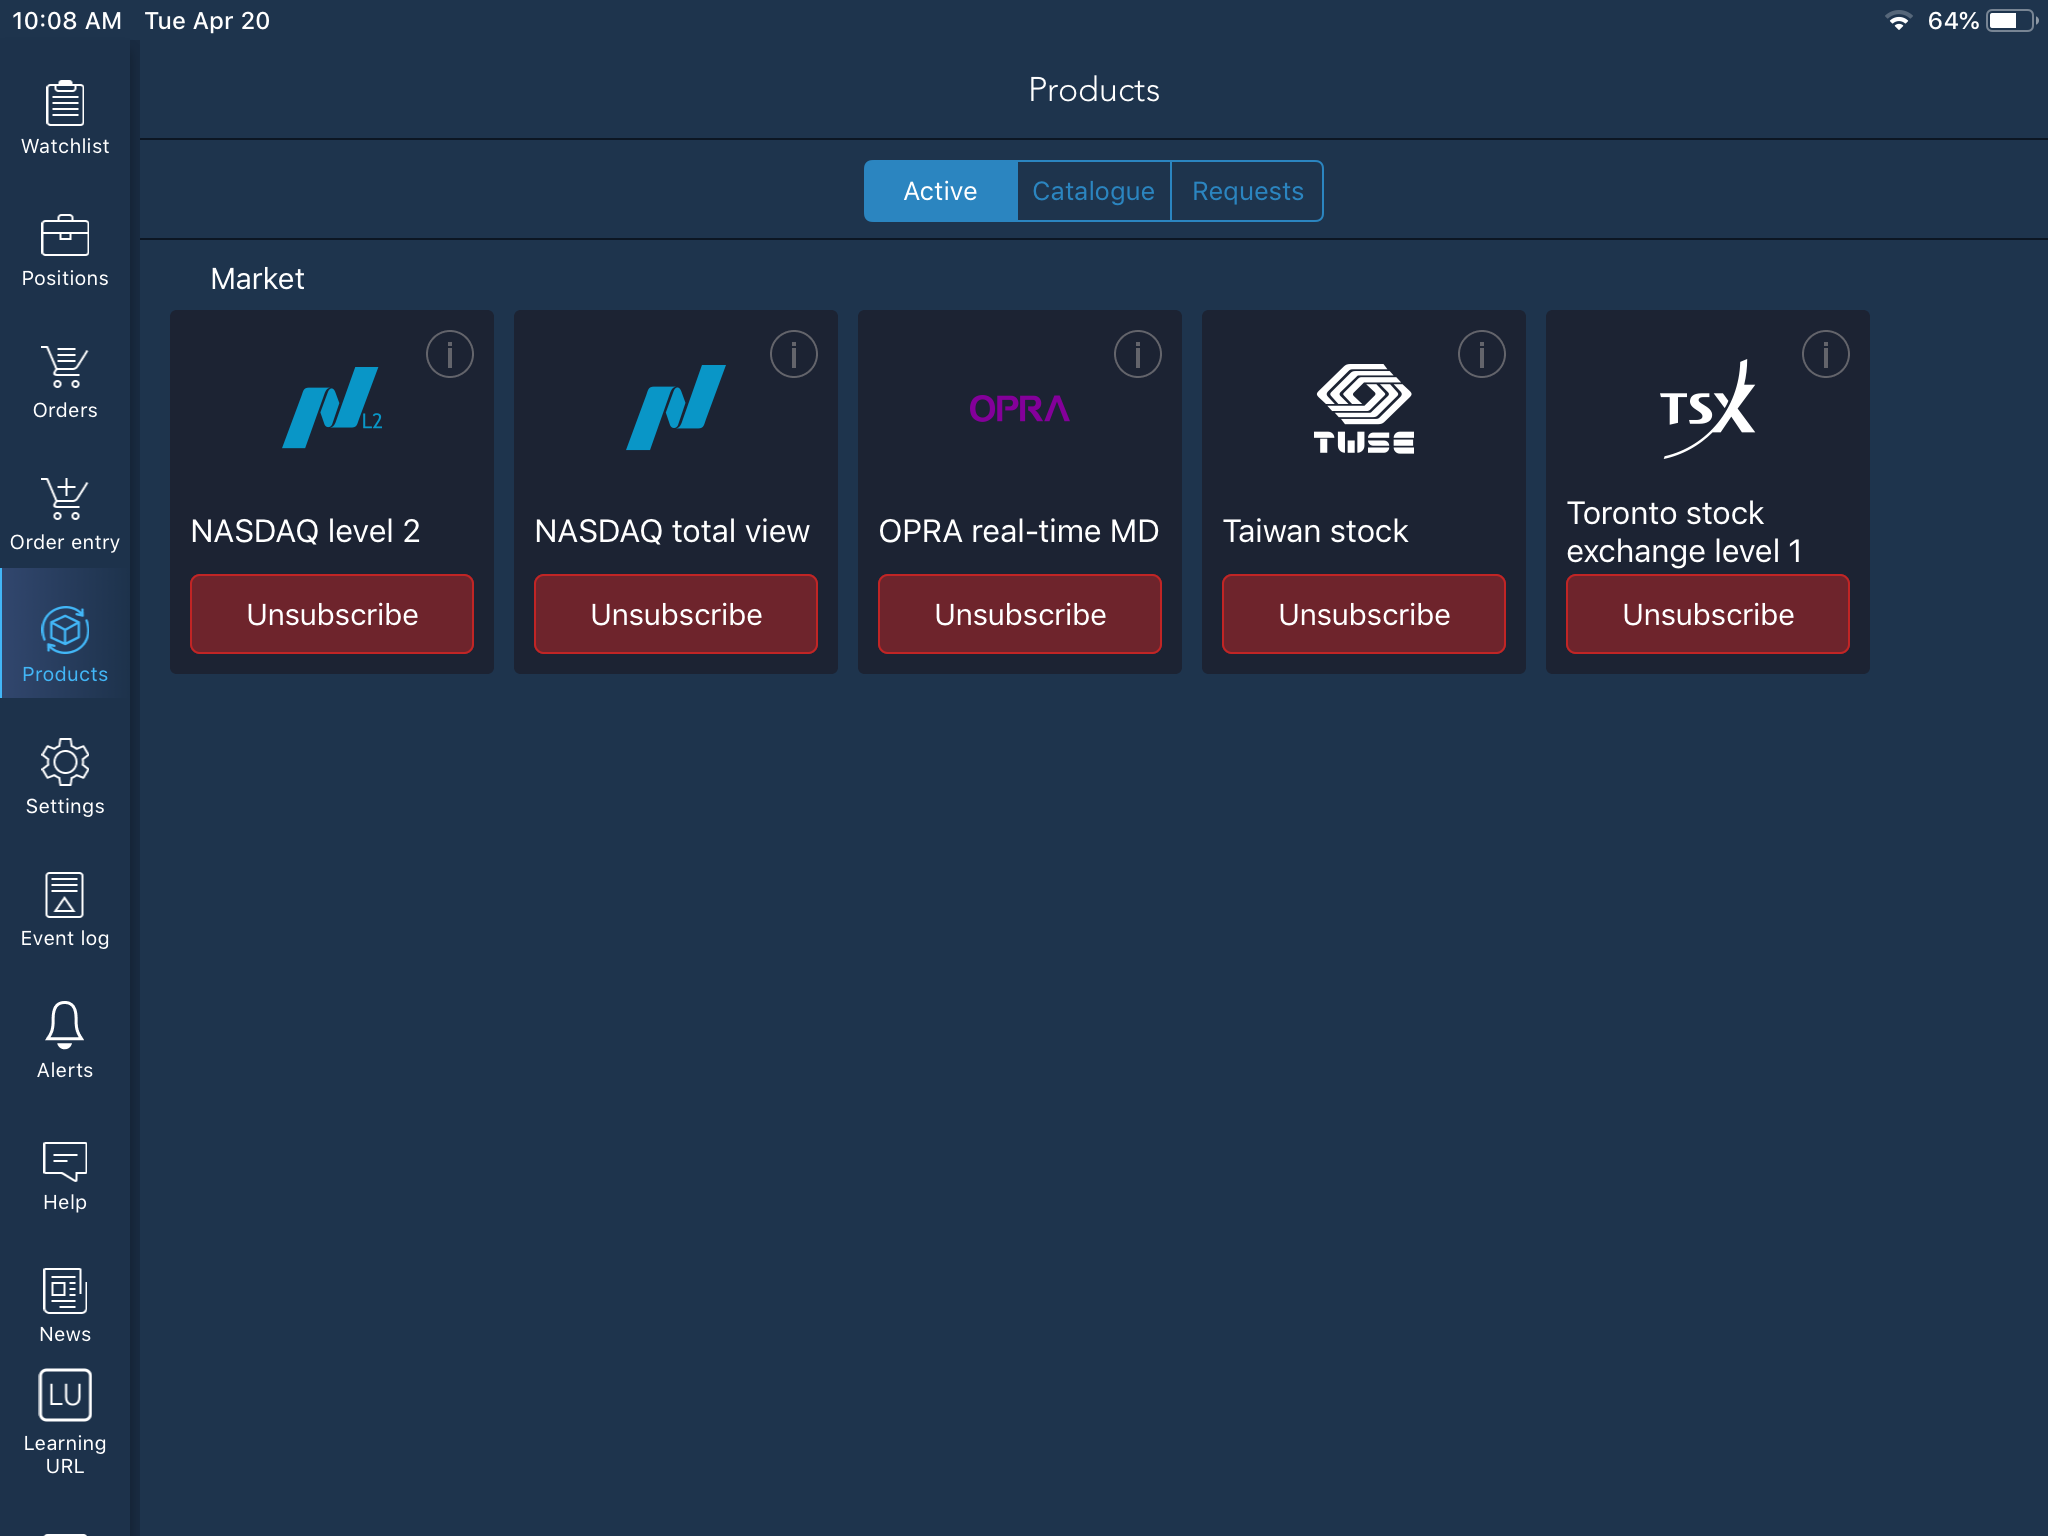 10:08 AM Tue Apr 20
64%
Products
Active Catalogue Requests
Market
L2
OPRA
TWSE
TSX
NASDAQ level 2
NASDAQ total view
OPRA real-time MD
Taiwan stock
Toronto stock
exchange level 1
Unsubscribe
Unsubscribe
Unsubscribe
Unsubscribe
Unsubscribe
Watchlist
Positions
Orders
Order entry
Products
Settings
Event log
Alerts
Help
News
LU
Learning
URL